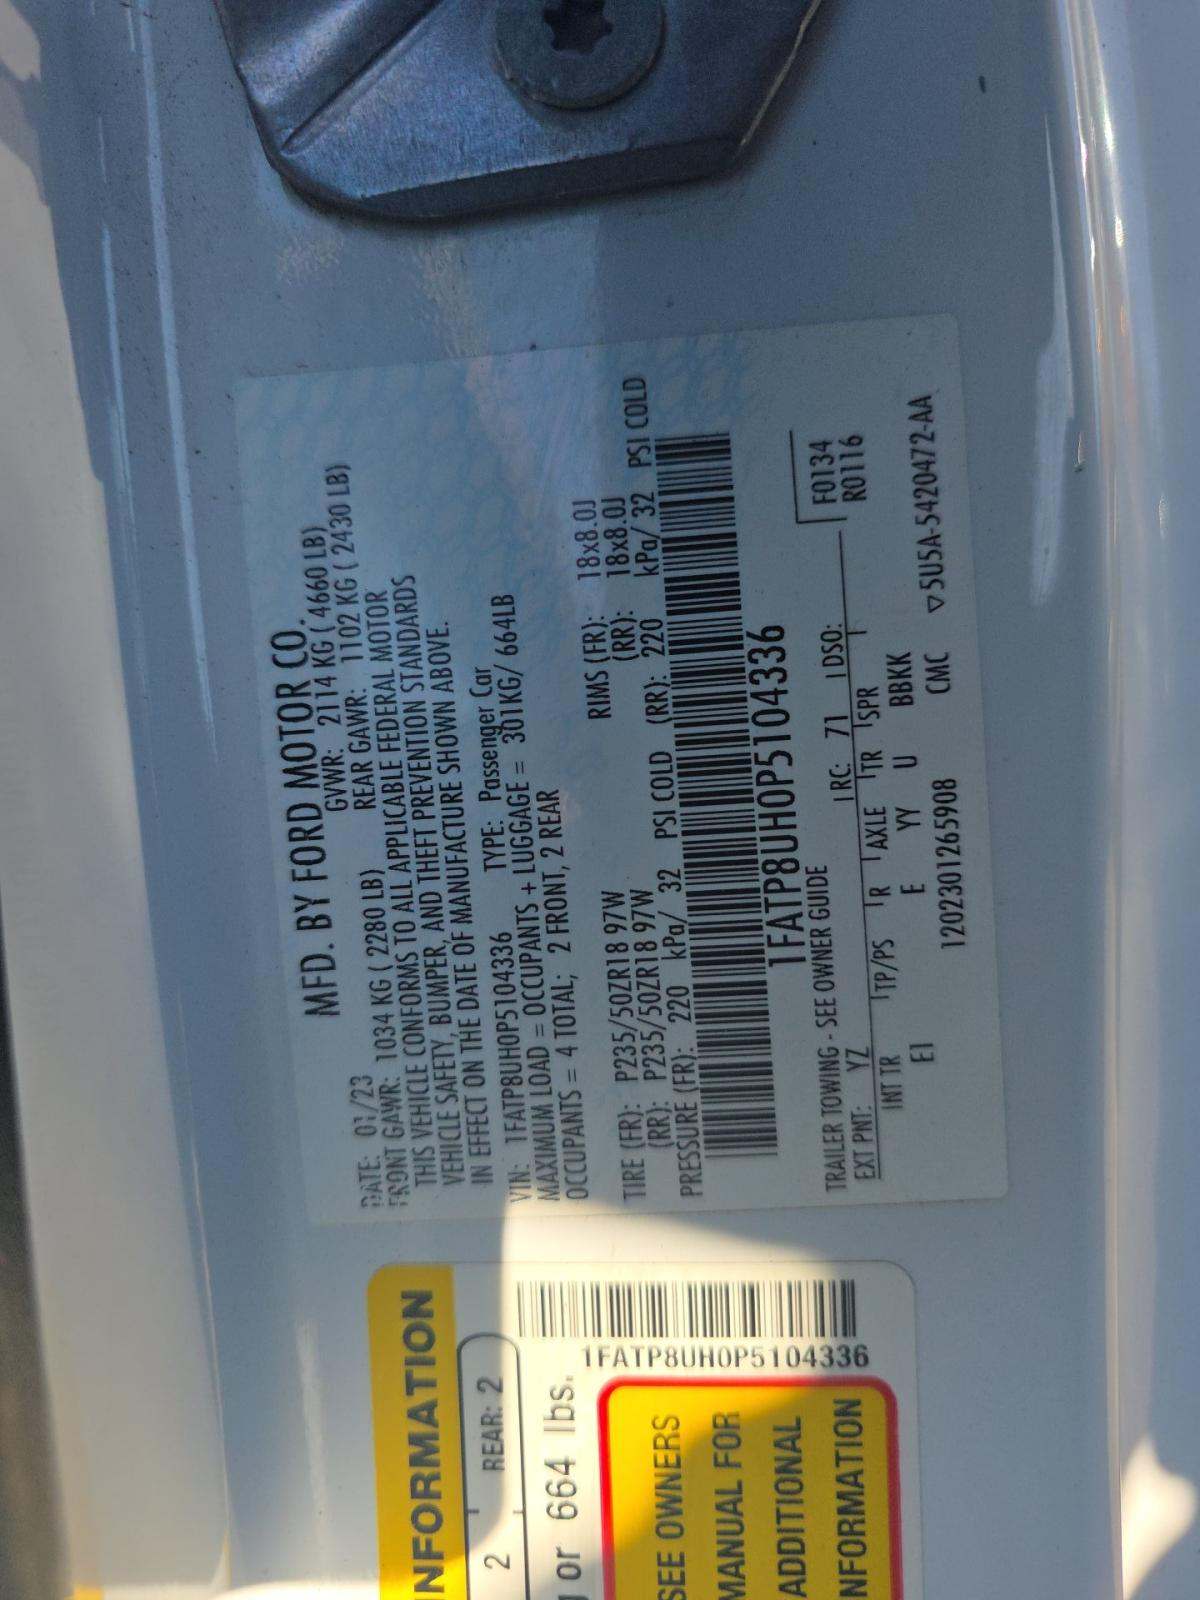 MFD. BY FORD MOTOR CO.
DATE: 01/23 GVWR: 2114 KG ( 4660 LB)
FRONT GAWR: 1034 KG ( 2280 LB) REAR GAWR: 1102 KG ( 2430 LB)
THIS VEHICLE CONFORMS TO ALL APPLICABLE FEDERAL MOTOR
VEHICLE SAFETY, BUMPER, AND THEFT PREVENTION STANDARDS
IN EFFECT ON THE DATE OF MANUFACTURE SHOWN ABOVE.
VIN: 1FATP8UH0P5104336 TYPE: Passenger Car
MAXIMUM LOAD = OCCUPANTS + LUGGAGE = 301KG/ 664LB
OCCUPANTS = 4 TOTAL; 2 FRONT, 2 REAR
TIRE (FR): P235/50ZR18 97W RIMS (FR): 18x8.0J
(RR): P235/50ZR18 97W (RR): 18x8.0J
PRESSURE (FR): 220 kPa/ 32 PSI COLD (RR): 220 kPa/ 32 PSI COLD
1FATP8UH0P5104336
TRAILER TOWING - SEE OWNER GUIDE
EXT PNT: YZ RC: 71 DSO: F0134
R0116
INT TR TP/PS R AXLE TR SPR
EI E YY U BBKK
1202301265908 CMC ▽5U5A-5420472-AA
INFORMATION
2 REAR: 2
or 664 lbs.
1FATP8UH0P5104336
SEE OWNERS
MANUAL FOR
ADDITIONAL
INFORMATION